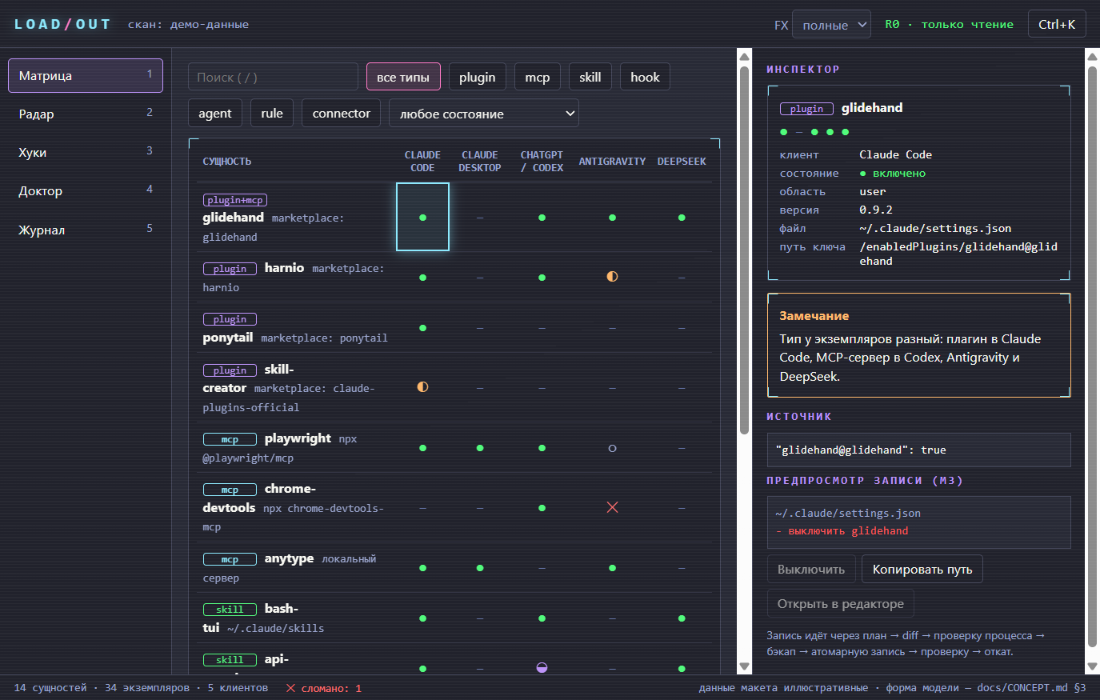 LOAD/OUT скан: демо-данные FX полные R0 · только чтение Ctrl+K
Матрица 1
Радар 2
Хуки 3
Доктор 4
Журнал 5
Поиск ( / ) все типы plugin mcp skill hook
agent rule connector любое состояние
СУЩНОСТЬ CLAUDE CODE CLAUDE DESKTOP CHATGPT / CODEX ANTIGRAVITY DEEPSEEK
plugin+mcp
glidehand marketplace:
glidehand
plugin harnio marketplace:
harnio
plugin
ponytail marketplace: ponytail
plugin skill-
creator marketplace: claude-
plugins-official
mcp playwright npx
@playwright/mcp
mcp chrome-
devtools npx chrome-devtools-
mcp
mcp anytype локальный
сервер
skill bash-
tui ~/.claude/skills
skill api-
ИНСПЕКТОР
plugin glidehand
клиент Claude Code
состояние включено
область user
версия 0.9.2
файл ~/.claude/settings.json
путь ключа /enabledPlugins/glidehand@glid
ehand
Замечание
Тип у экземпляров разный: плагин в Claude
Code, MCP-сервер в Codex, Antigravity и
DeepSeek.
ИСТОЧНИК
"glidehand@glidehand": true
ПРЕДПРОСМОТР ЗАПИСИ (М3)
~/.claude/settings.json
- выключить glidehand
Выключить Копировать путь
Открыть в редакторе
Запись идёт через план → diff → проверку процесса →
бэкап → атомарную запись → проверку → откат.
14 сущностей · 34 экземпляров · 5 клиентов сломано: 1 данные макета иллюстративные · форма модели — docs/CONCEPT.md §3